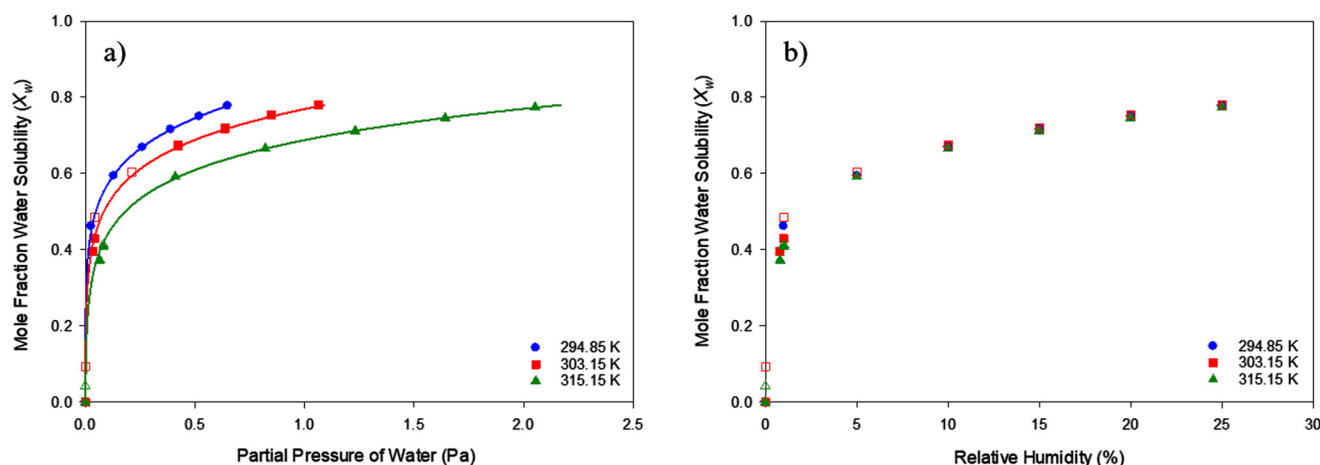 a)
Mole Fraction Water Solubility (Xw)
1.0
0.8
0.6
0.4
0.2
0.0
294.85 K
303.15 K
315.15 K
0.0 0.5 1.0 1.5 2.0 2.5
Partial Pressure of Water (Pa)
b)
Mole Fraction Water Solubility (Xw)
1.0
0.8
0.6
0.4
0.2
0.0
294.85 K
303.15 K
315.15 K
0 5 10 15 20 25 30
Relative Humidity (%)